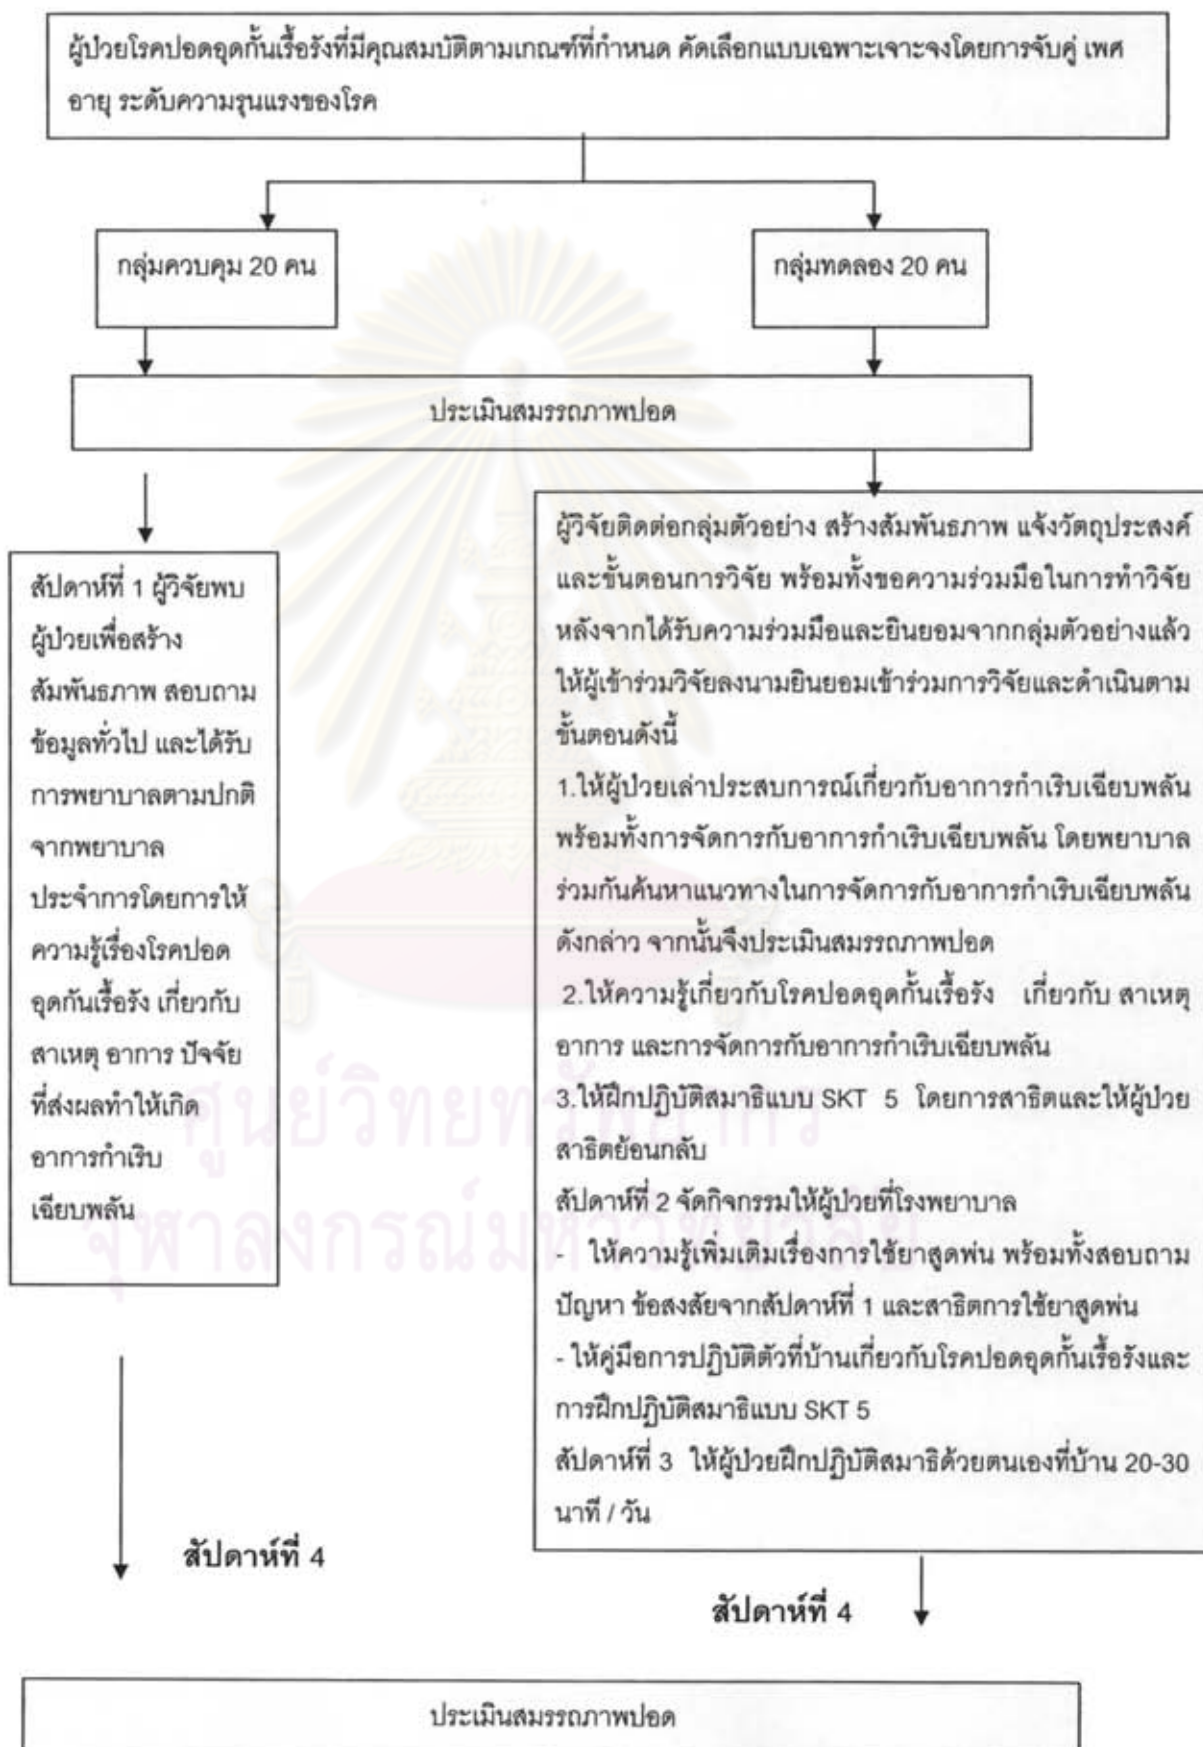 ผู้ป่วยโรคปอดอุดกั้นเรื้อรังที่มีคุณสมบัติตามเกณฑ์ที่กำหนด คัดเลือกแบบเฉพาะเจาะจงโดยการจับคู่ เพศ
อายุ ระดับความรุนแรงของโรค
กลุ่มควบคุม 20 คน
กลุ่มทดลอง 20 คน
ประเมินสมรรถภาพปอด
สัปดาห์ที่ 1 ผู้วิจัยพบ
ผู้ป่วยเพื่อสร้าง
สัมพันธภาพ สอบถาม
ข้อมูลทั่วไป และได้รับ
การพยาบาลตามปกติ
จากพยาบาล
ประจำการโดยการให้
ความรู้เรื่องโรคปอด
อุดกันเรื้อรัง เกี่ยวกับ
สาเหตุ อาการ ปัจจัย
ที่ส่งผลทำให้เกิด
อาการกำเริบ
เฉียบพลัน
ผู้วิจัยติดต่อกลุ่มตัวอย่าง สร้างสัมพันธภาพ แจ้งวัตถุประสงค์
และขั้นตอนการวิจัย พร้อมทั้งขอความร่วมมือในการทำวิจัย
หลังจากได้รับความร่วมมือและยินยอมจากกลุ่มตัวอย่างแล้ว
ให้ผู้เข้าร่วมวิจัยลงนามยินยอมเข้าร่วมการวิจัยและดำเนินตาม
ขั้นตอนดังนี้
1.ให้ผู้ป่วยเล่าประสบการณ์เกี่ยวกับอาการกำเริบเฉียบพลัน
พร้อมทั้งการจัดการกับอาการกำเริบเฉียบพลัน โดยพยาบาล
ร่วมกันค้นหาแนวทางในการจัดการกับอาการกำเริบเฉียบพลัน
ดังกล่าว จากนั้นจึงประเมินสมรรถภาพปอด
2.ให้ความรู้เกี่ยวกับโรคปอดอุดกั้นเรื้อรัง เกี่ยวกับ สาเหตุ
อาการ และการจัดการกับอาการกำเริบเฉียบพลัน
3.ให้ฝึกปฏิบัติสมาธิแบบ SKT 5 โดยการสาธิตและให้ผู้ป่วย
สาธิตย้อนกลับ
สัปดาห์ที่ 2 จัดกิจกรรมให้ผู้ป่วยที่โรงพยาบาล
- ให้ความรู้เพิ่มเติมเรื่องการใช้ยาสูดพ่น พร้อมทั้งสอบถาม
ปัญหา ข้อสงสัยจากสัปดาห์ที่ 1 และสาธิตการใช้ยาสูดพ่น
- ให้คู่มือการปฏิบัติตัวที่บ้านเกี่ยวกับโรคปอดอุดกั้นเรื้อรังและ
การฝึกปฏิบัติสมาธิแบบ SKT 5
สัปดาห์ที่ 3 ให้ผู้ป่วยฝึกปฏิบัติสมาธิด้วยตนเองที่บ้าน 20-30
นาที / วัน
ศูนย์วิทยทรัพยากร
จุฬาลงกรณ์มหาวิทยาลัย
สัปดาห์ที่ 4
สัปดาห์ที่ 4
ประเมินสมรรถภาพปอด